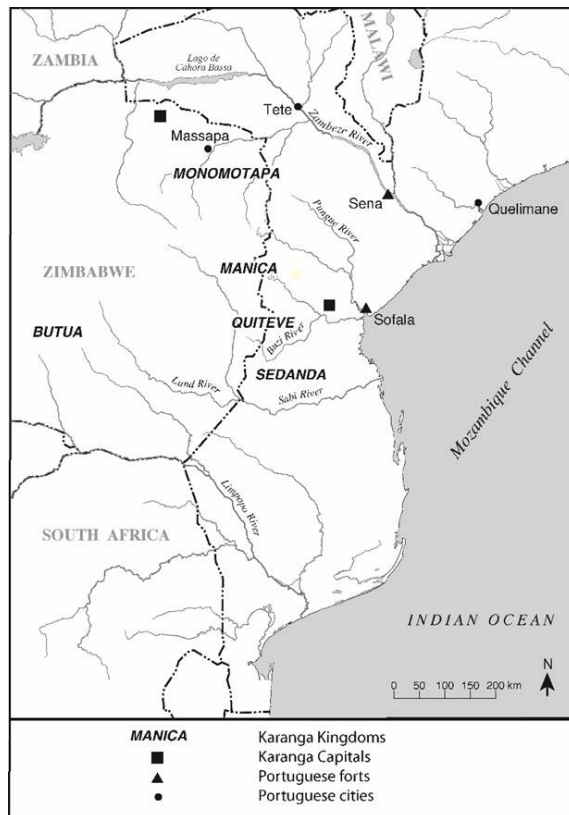 ZAMBIA
Lago de
Cahora Bassa
MALAWI
Tete
Zambeze River
Massapa
MONOMOTAPA
Sena
Quelimane
Pungue River
ZIMBABWE
MANICA
BUTUA
QUITEVE
Sofala
Buzi River
SEDANDA
Lund River
Sabi River
Mozambique Channel
Limpopo River
SOUTH AFRICA
INDIAN OCEAN
N
0 50 100 150 200 km
MANICA Karanga Kingdoms
Karanga Capitals
Portuguese forts
Portuguese cities